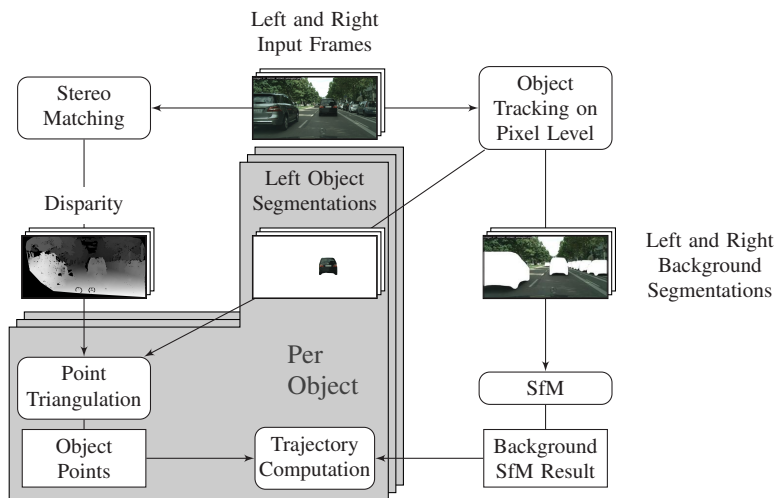 Left and Right
Input Frames
Stereo
Matching
Object
Tracking on
Pixel Level
Left Object
Segmentations
Disparity
Left and Right
Background
Segmentations
Per
Object
Point
Triangulation
SfM
Object
Points
Trajectory
Computation
Background
SfM Result